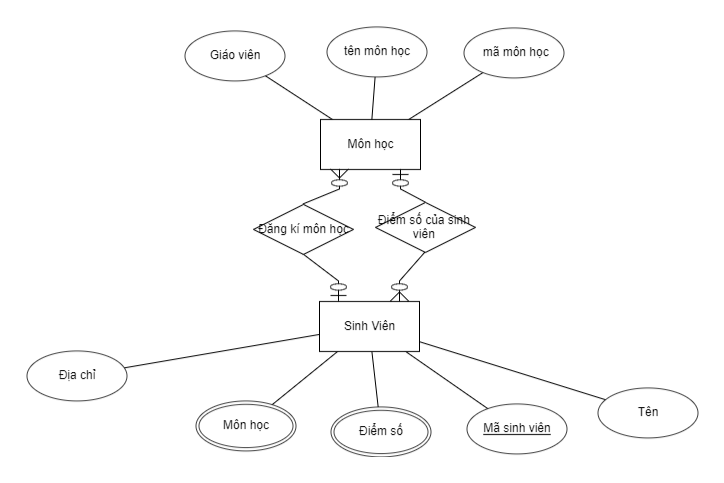 Giáo viên
tên môn học
mã môn học
Môn học
Đăng kí môn học
Điểm số của sinh
viên
Sinh Viên
Địa chỉ
Môn học
Điểm số
Mã sinh viên
Tên